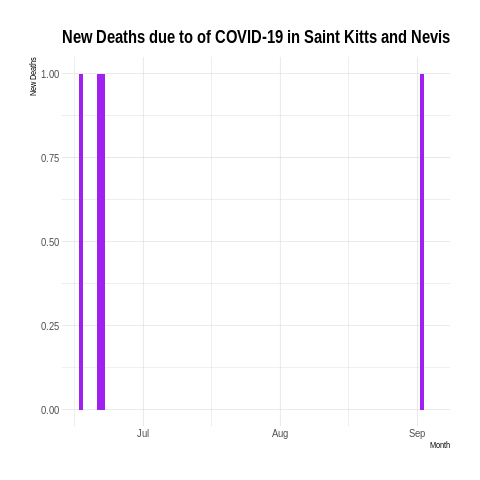 New Deaths due to of COVID-19 in Saint Kitts and Nevis
New Deaths
1.00
0.75
0.50
0.25
0.00
Jul
Aug
Sep
Month